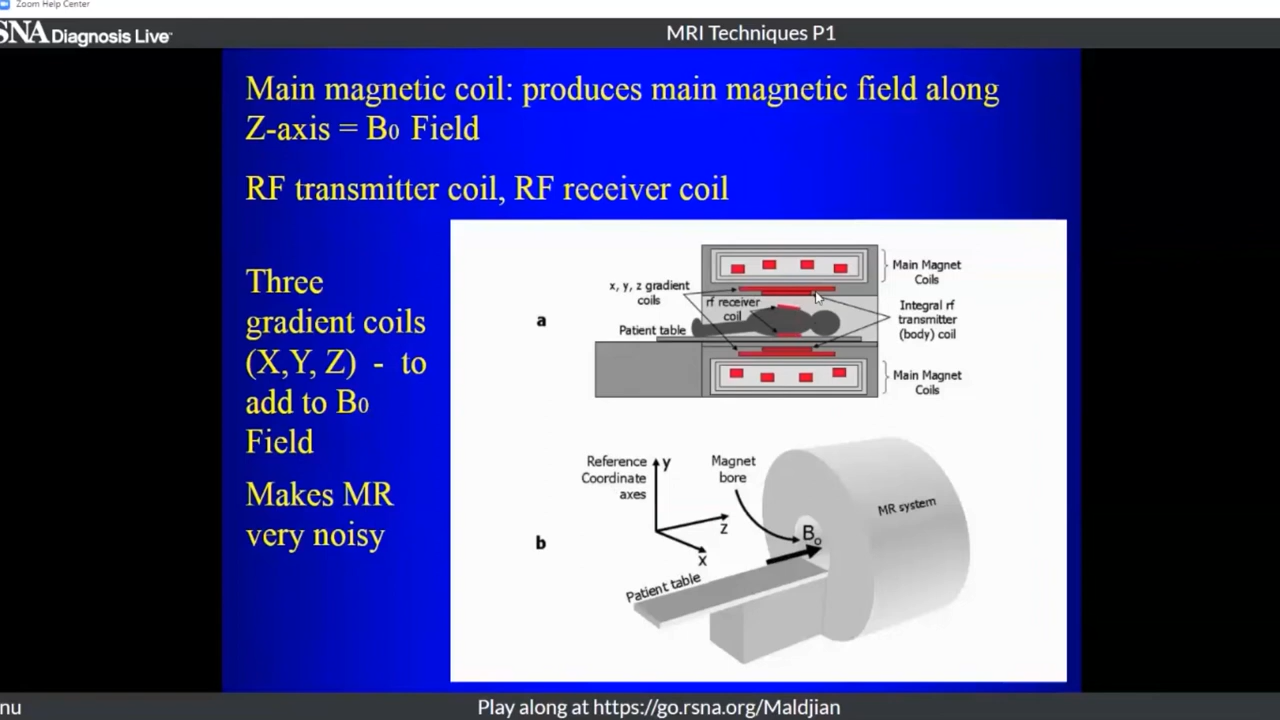 Zoom Help Center
SNA Diagnosis Live
MRI Techniques P1
Main magnetic coil: produces main magnetic field along
Z-axis = B0 Field
RF transmitter coil, RF receiver coil
Three
gradient coils
(X,Y, Z) - to
add to B0
Field
Makes MR
very noisy
a
x, y, z gradient
coils
rf receiver
coil
Patient table
Main Magnet
Coils
Integral rf
transmitter
(body) coil
Main Magnet
Coils
b
Reference
Coordinate
axes
y
z
x
Magnet
bore
B0
MR system
Patient table
nu
Play along at https://go.rsna.org/Maldjian